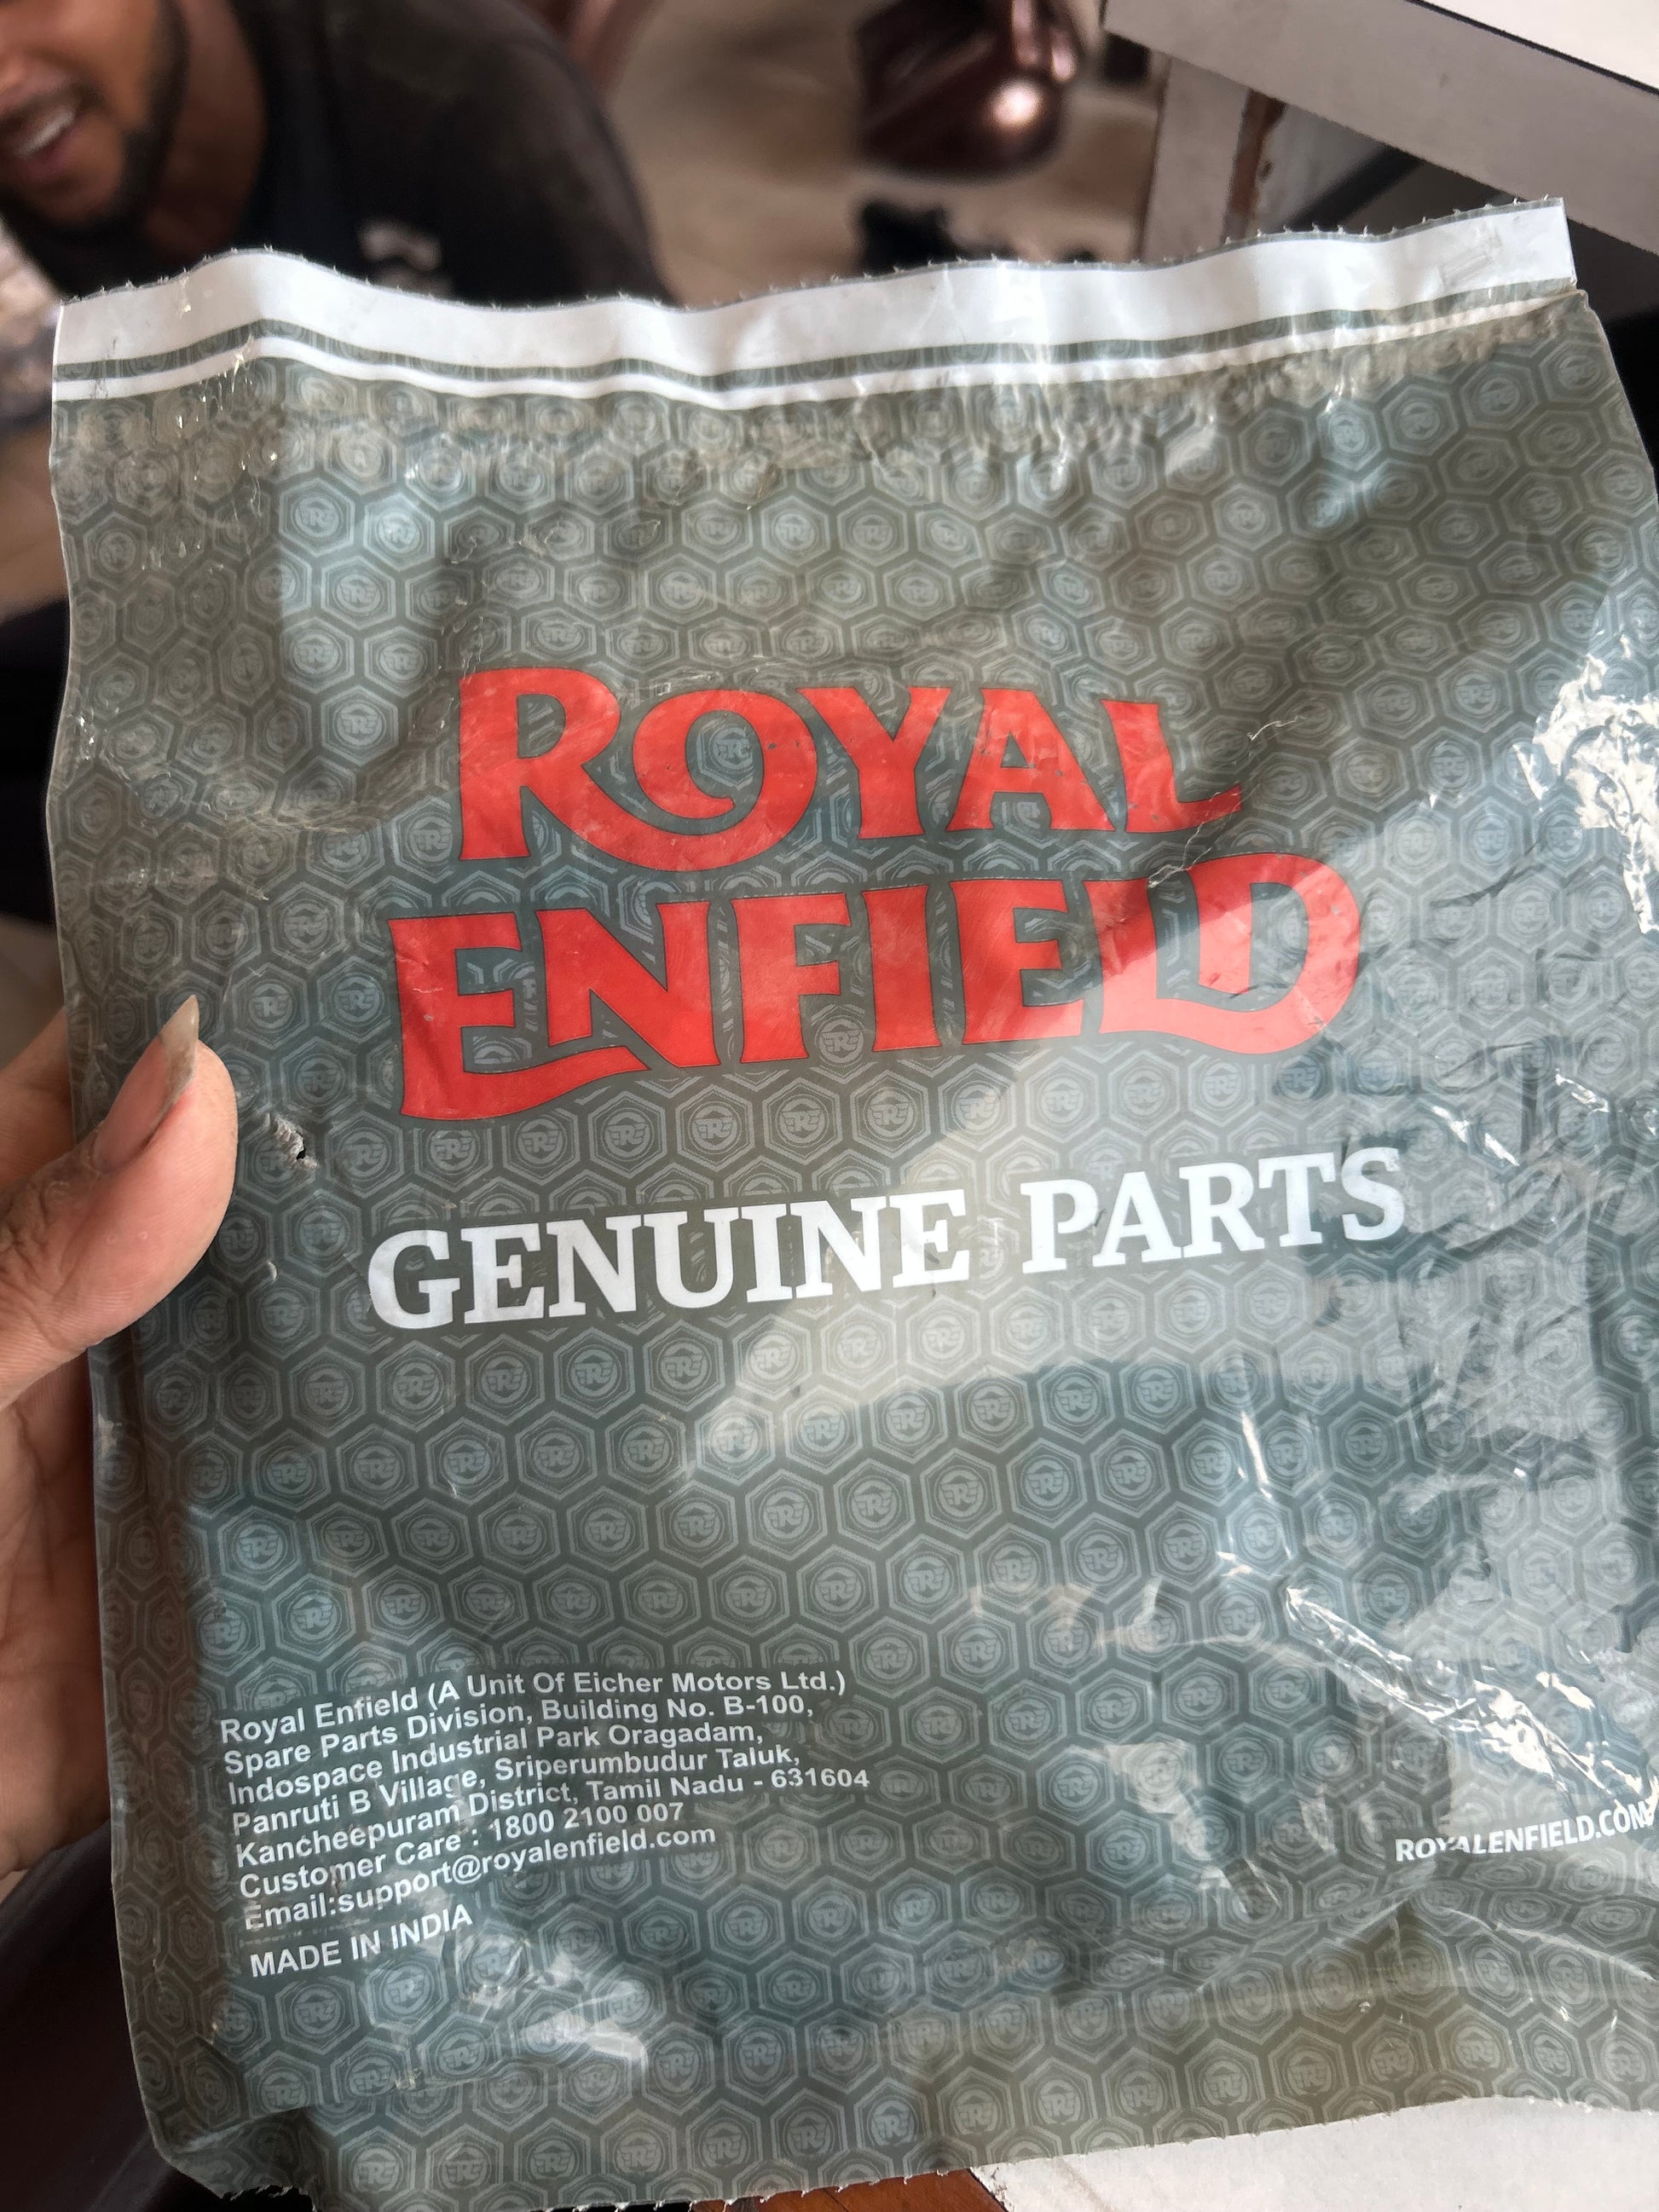 ROYAL
ENFIELD
GENUINE PARTS
Royal Enfield (A Unit Of Eicher Motors Ltd.)
Spare Parts Division, Building No. B-100,
Indospace Industrial Park Oragadam,
Panruti B Village, Sriperumbudur Taluk,
Kancheepuram District, Tamil Nadu - 631604
Customer Care : 1800 2100 007
Email:support@royalenfield.com
MADE IN INDIA
ROYALENFIELD.COM